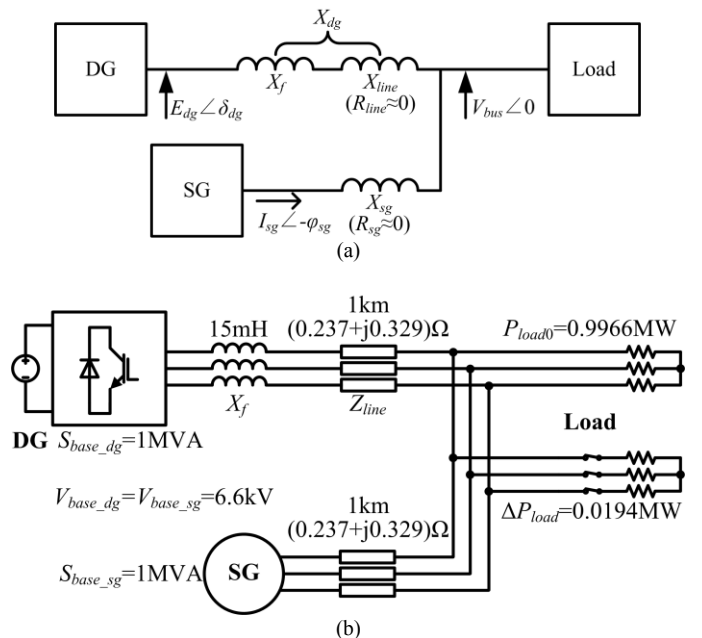 X_dg
DG
Load
X_f
X_line
(R_line≈0)
E_dg∠δ_dg
V_bus∠0
SG
X_sg
(R_sg≈0)
I_sg∠-φ_sg
(a)
1km
15mH
(0.237+j0.329)Ω
P_load0=0.9966MW
X_f
Z_line
Load
DG S_base_dg=1MVA
V_base_dg=V_base_sg=6.6kV
1km
(0.237+j0.329)Ω
ΔP_load=0.0194MW
S_base_sg=1MVA
SG
(b)